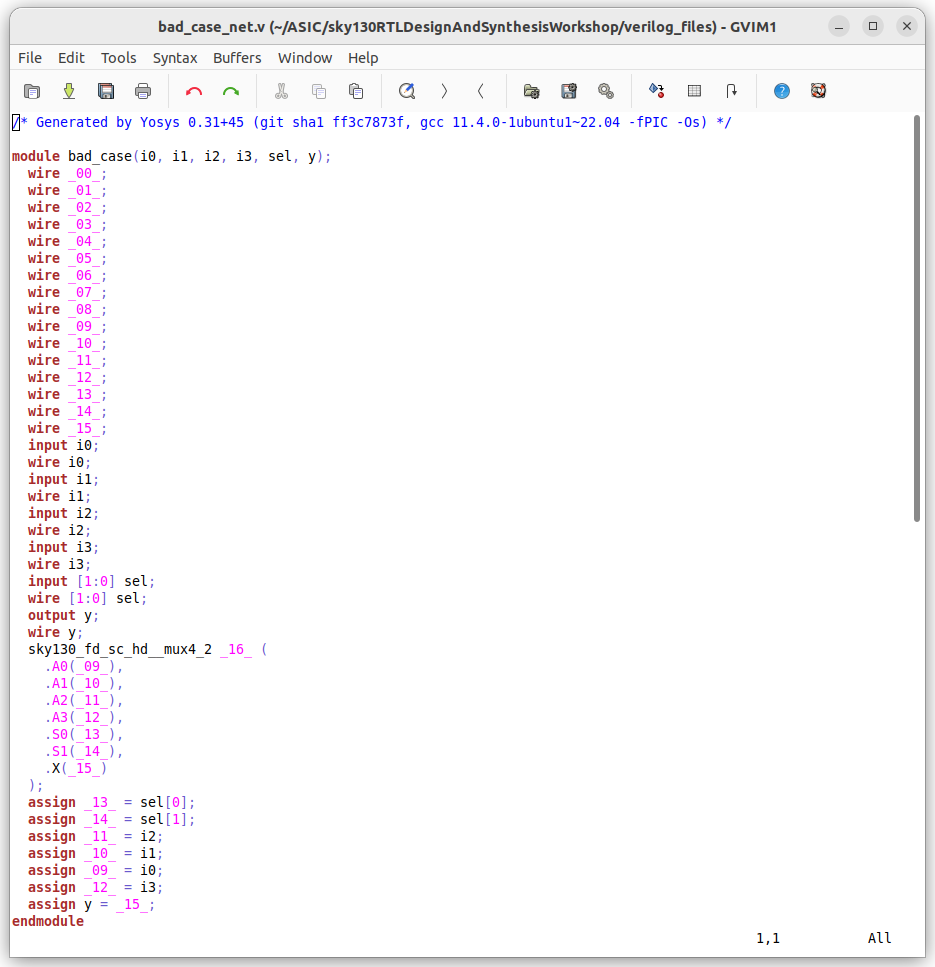 bad_case_net.v (~/ASIC/sky130RTLDesignAndSynthesisWorkshop/verilog_files) - GVIM1
File Edit Tools Syntax Buffers Window Help
/* Generated by Yosys 0.31+45 (git sha1 ff3c7873f, gcc 11.4.0-1ubuntu1~22.04 -fPIC -Os) */
module bad_case(i0, i1, i2, i3, sel, y);
  wire _00_;
  wire _01_;
  wire _02_;
  wire _03_;
  wire _04_;
  wire _05_;
  wire _06_;
  wire _07_;
  wire _08_;
  wire _09_;
  wire _10_;
  wire _11_;
  wire _12_;
  wire _13_;
  wire _14_;
  wire _15_;
  input i0;
  wire i0;
  input i1;
  wire i1;
  input i2;
  wire i2;
  input i3;
  wire i3;
  input [1:0] sel;
  wire [1:0] sel;
  output y;
  wire y;
  sky130_fd_sc_hd__mux4_2 _16_ (
    .A0(_09_),
    .A1(_10_),
    .A2(_11_),
    .A3(_12_),
    .S0(_13_),
    .S1(_14_),
    .X(_15_)
  );
  assign _13_ = sel[0];
  assign _14_ = sel[1];
  assign _11_ = i2;
  assign _10_ = i1;
  assign _09_ = i0;
  assign _12_ = i3;
  assign y = _15_;
endmodule
1,1 All